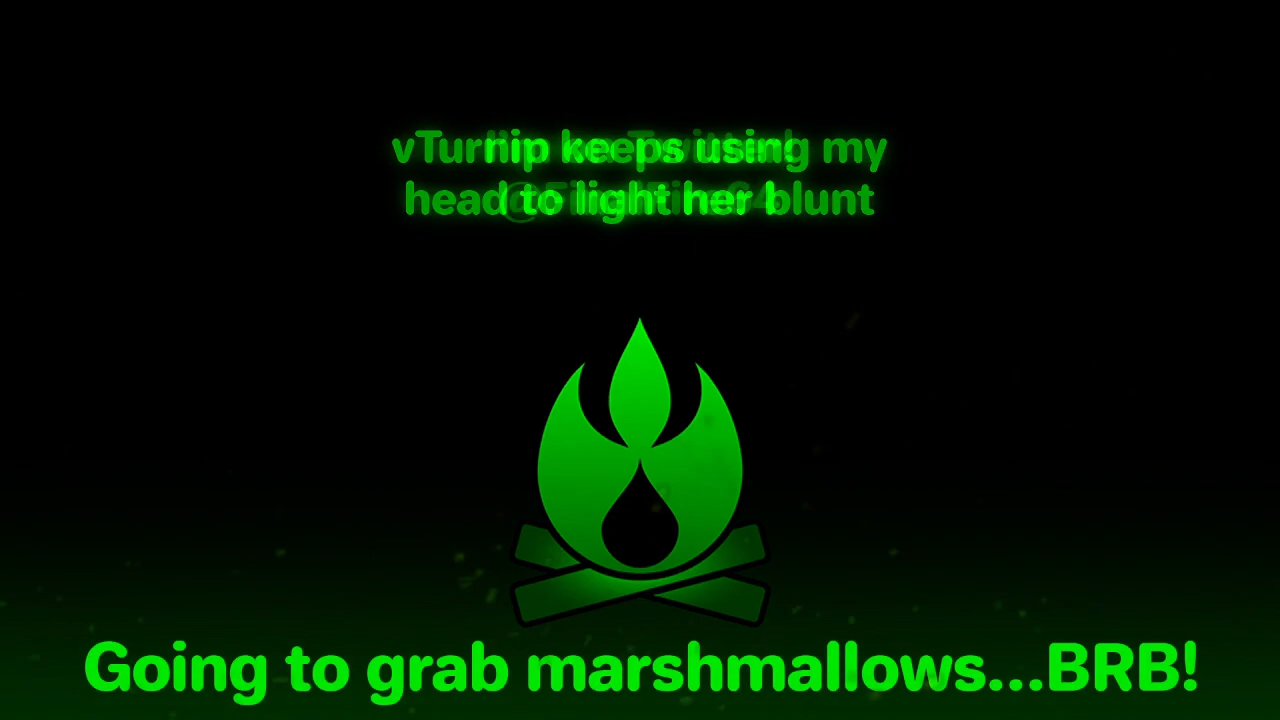 vTurnip keeps using my
head to light her blunt
Going to grab marshmallows...BRB!